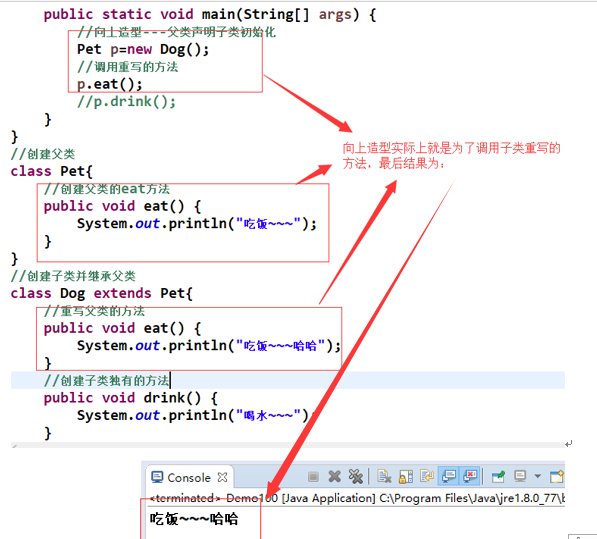 public static void main(String[] args) {
//向上造型---父类声明子类初始化
Pet p=new Dog();
//调用重写的方法
p.eat();
//p.drink();
}
}
//创建父类
class Pet{
//创建父类的eat方法
public void eat() {
System.out.println("吃饭~~~");
}
}
//创建子类并继承父类
class Dog extends Pet{
//重写父类的方法
public void eat() {
System.out.println("吃饭~~~哈哈");
}
//创建子类独有的方法
public void drink() {
System.out.println("喝水~~~");
}
向上造型实际上就是为了调用子类重写的
方法，最后结果为：
Console
<terminated> Demo100 [Java Application] C:\Program Files\Java\jre1.8.0_77\b
吃饭~~~哈哈